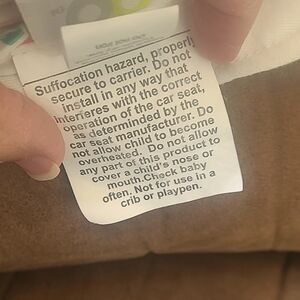 Suffocation hazard, properly
secure to carrier. Do not
install in any way that
interieres with the correct
operation of the car seat,
as determined by the
car seat manufacturer. Do
not allow child to become
overheated. Do not allow
any part of this product to
cover a child's nose or
mouth.Check baby
often. Not for use in a
crib or playpen.